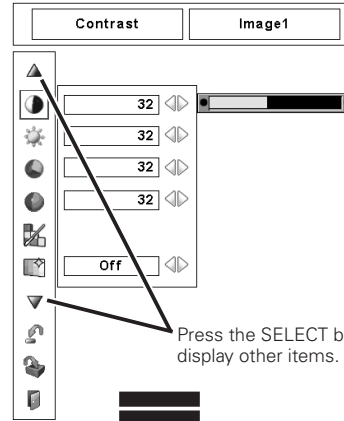 Contrast Image1
32
32
32
32
Off
Press the SELECT
display other items.